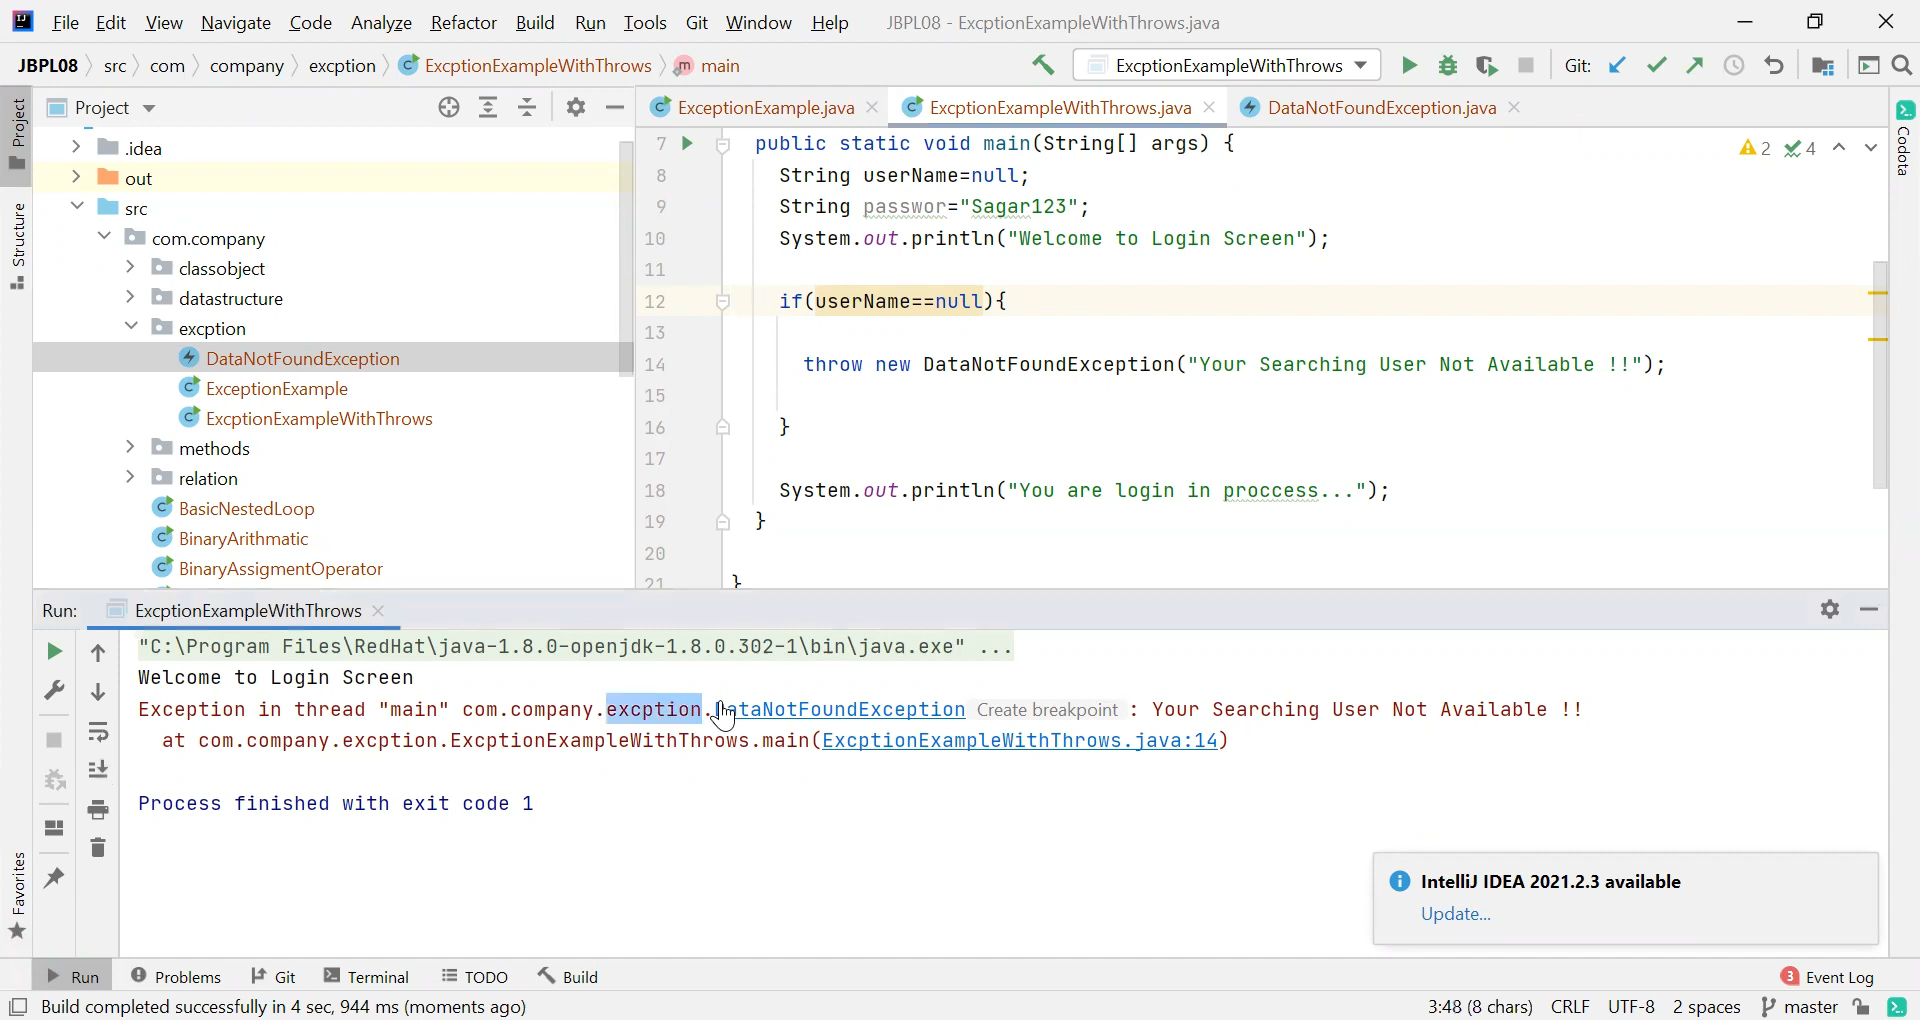 File Edit View Navigate Code Analyze Refactor Build Run Tools Git Window Help JBPL08 - ExcptionExampleWithThrows.java
JBPL08 src com company excption ExcptionExampleWithThrows main ExcptionExampleWithThrows Git:
Project
ExceptionExample.java ExcptionExampleWithThrows.java DataNotFoundException.java
Project
Structure
Favorites
Codota
.idea
out
src
com.company
classobject
datastructure
excption
DataNotFoundException
ExceptionExample
ExcptionExampleWithThrows
methods
relation
BasicNestedLoop
BinaryArithmatic
BinaryAssigmentOperator
2 4
7 public static void main(String[] args) {
8 String userName=null;
9 String passwor="Sagar123";
10 System.out.println("Welcome to Login Screen");
11
12 if(userName==null){
13
14 throw new DataNotFoundException("Your Searching User Not Available !!");
15
16 }
17
18 System.out.println("You are login in proccess...");
19 }
20
21 }
Run: ExcptionExampleWithThrows
"C:\Program Files\RedHat\java-1.8.0-openjdk-1.8.0.302-1\bin\java.exe" ...
Welcome to Login Screen
Exception in thread "main" com.company.excption.DataNotFoundException Create breakpoint : Your Searching User Not Available !!
at com.company.excption.ExcptionExampleWithThrows.main(ExcptionExampleWithThrows.java:14)
Process finished with exit code 1
IntelliJ IDEA 2021.2.3 available
Update...
Run Problems Git Terminal TODO Build 3 Event Log
Build completed successfully in 4 sec, 944 ms (moments ago) 3:48 (8 chars) CRLF UTF-8 2 spaces master